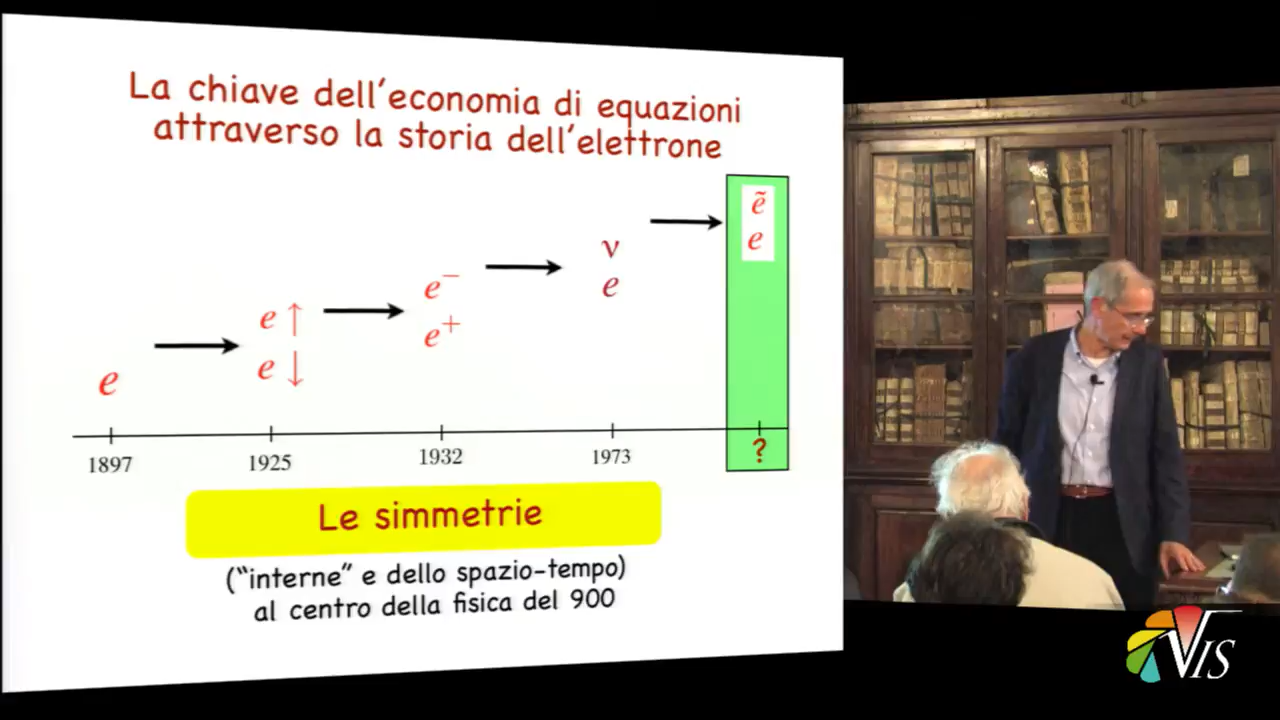 La chiave dell'economia di equazioni
attraverso la storia dell'elettrone
ẽ
e
ν
e
e⁻
e⁺
e ↑
e ↓
e
1897 1925 1932 1973 ?
Le simmetrie
("interne" e dello spazio-tempo)
al centro della fisica del 900
VIS